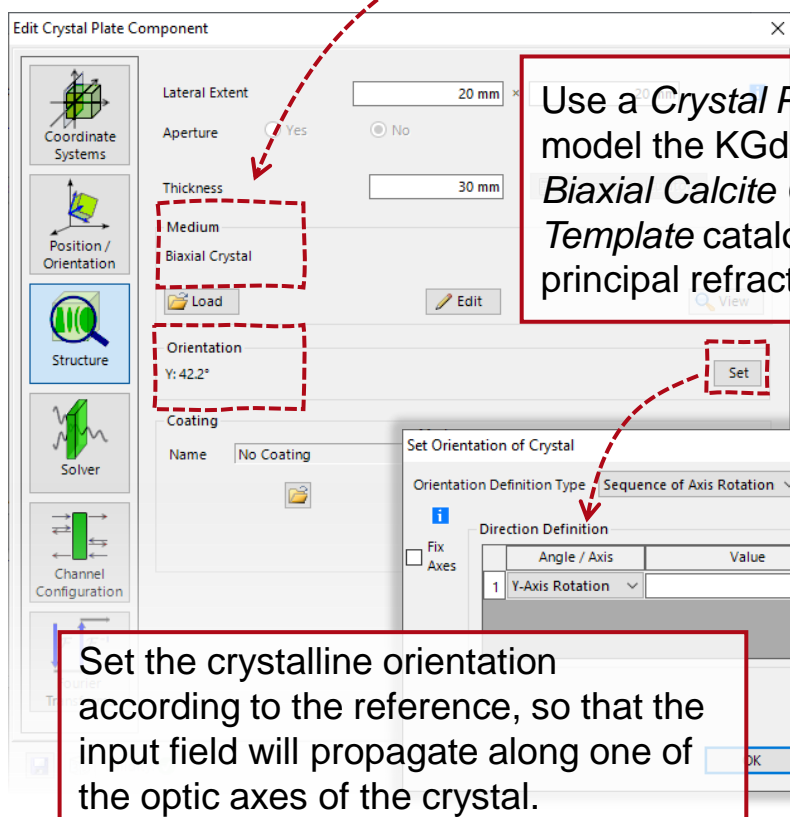 Edit Crystal Plate Component
Coordinate
Systems
Position /
Orientation
Structure
Solver
Channel
Configuration
Lateral Extent
20 mm
×
20 mm
Aperture
Yes
No
Thickness
30 mm
Medium
Biaxial Crystal
Load
Edit
View
Orientation
Y: 42.2°
Set
Coating
Name
No Coating
Use a Crystal
model the KGd
Biaxial Calcite
Template catalo
principal refract
Set Orientation of Crystal
Orientation Definition Type
Sequence of Axis Rotation
Direction Definition
Fix
Axes
Angle / Axis
Value
1
Y-Axis Rotation
OK
Set the crystalline orientation
according to the reference, so that the
input field will propagate along one of
the optic axes of the crystal.